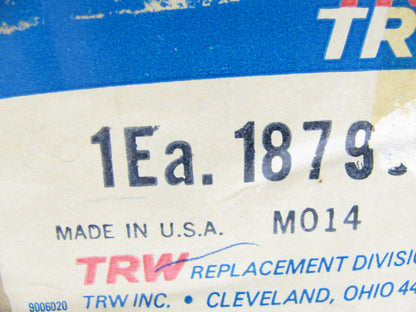 TR
1Ea. 1879
MADE IN U.S.A. M014
TRW REPLACEMENT DIVISI
9006020 TRW INC. • CLEVELAND, OHIO 44